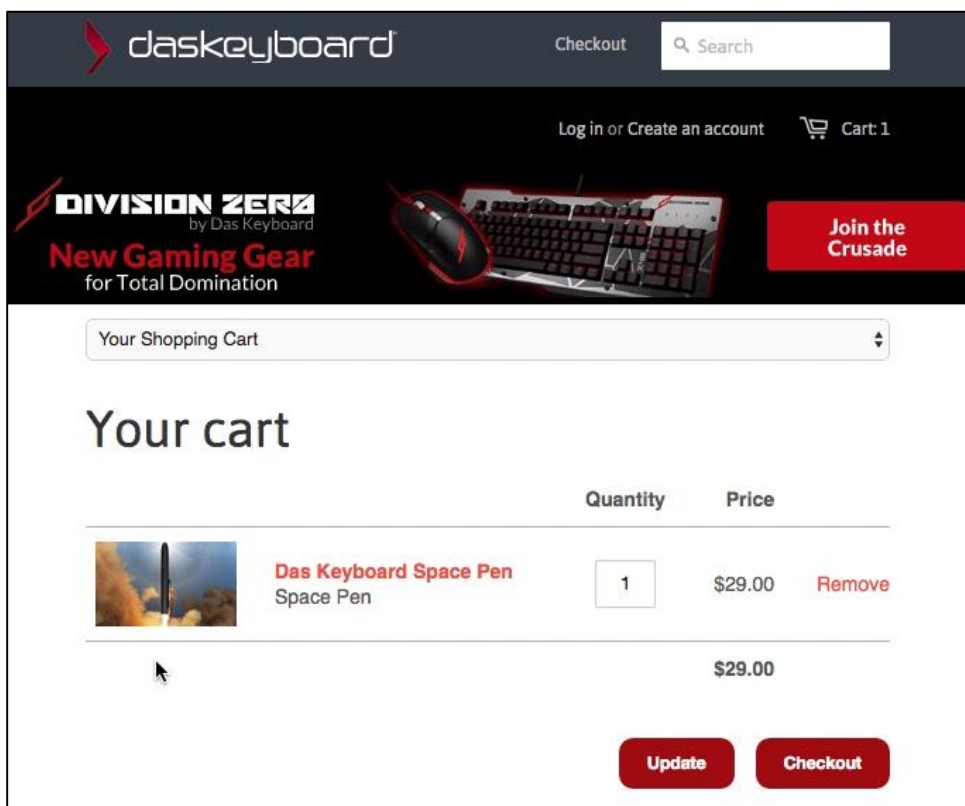 daskeyboard
Checkout
Search
Log in or Create an account
Cart: 1
DIVISION ZERØ
by Das Keyboard
New Gaming Gear
for Total Domination
Join the
Crusade
Your Shopping Cart
Your cart
Quantity Price
Das Keyboard Space Pen
Space Pen
1 $29.00 Remove
$29.00
Update Checkout